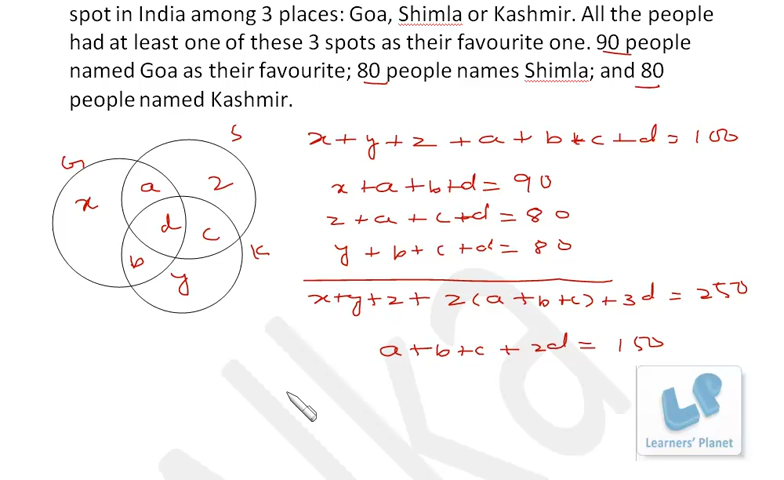 spot in India among 3 places: Goa, Shimla or Kashmir. All the people
had at least one of these 3 spots as their favourite one. 90 people
named Goa as their favourite; 80 people names Shimla; and 80
people named Kashmir.
G
S
x + y + z + a + b + c + d = 100
a
z
x + a + b + d = 90
x
z + a + c + d = 80
d
c
K
y + b + c + d = 80
b
y
x + y + z + 2(a + b + c) + 3d = 250
a + b + c + 2d = 150
LP
Learners' Planet